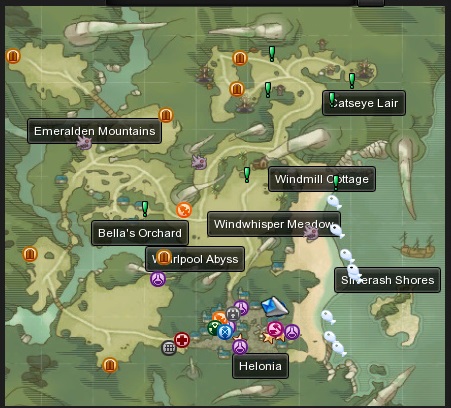 Catseye Lair
Emeralden Mountains
Windmill Cottage
Windwhisper Meadow
Bella's Orchard
Whirlpool Abyss
Silverash Shores
Helonia